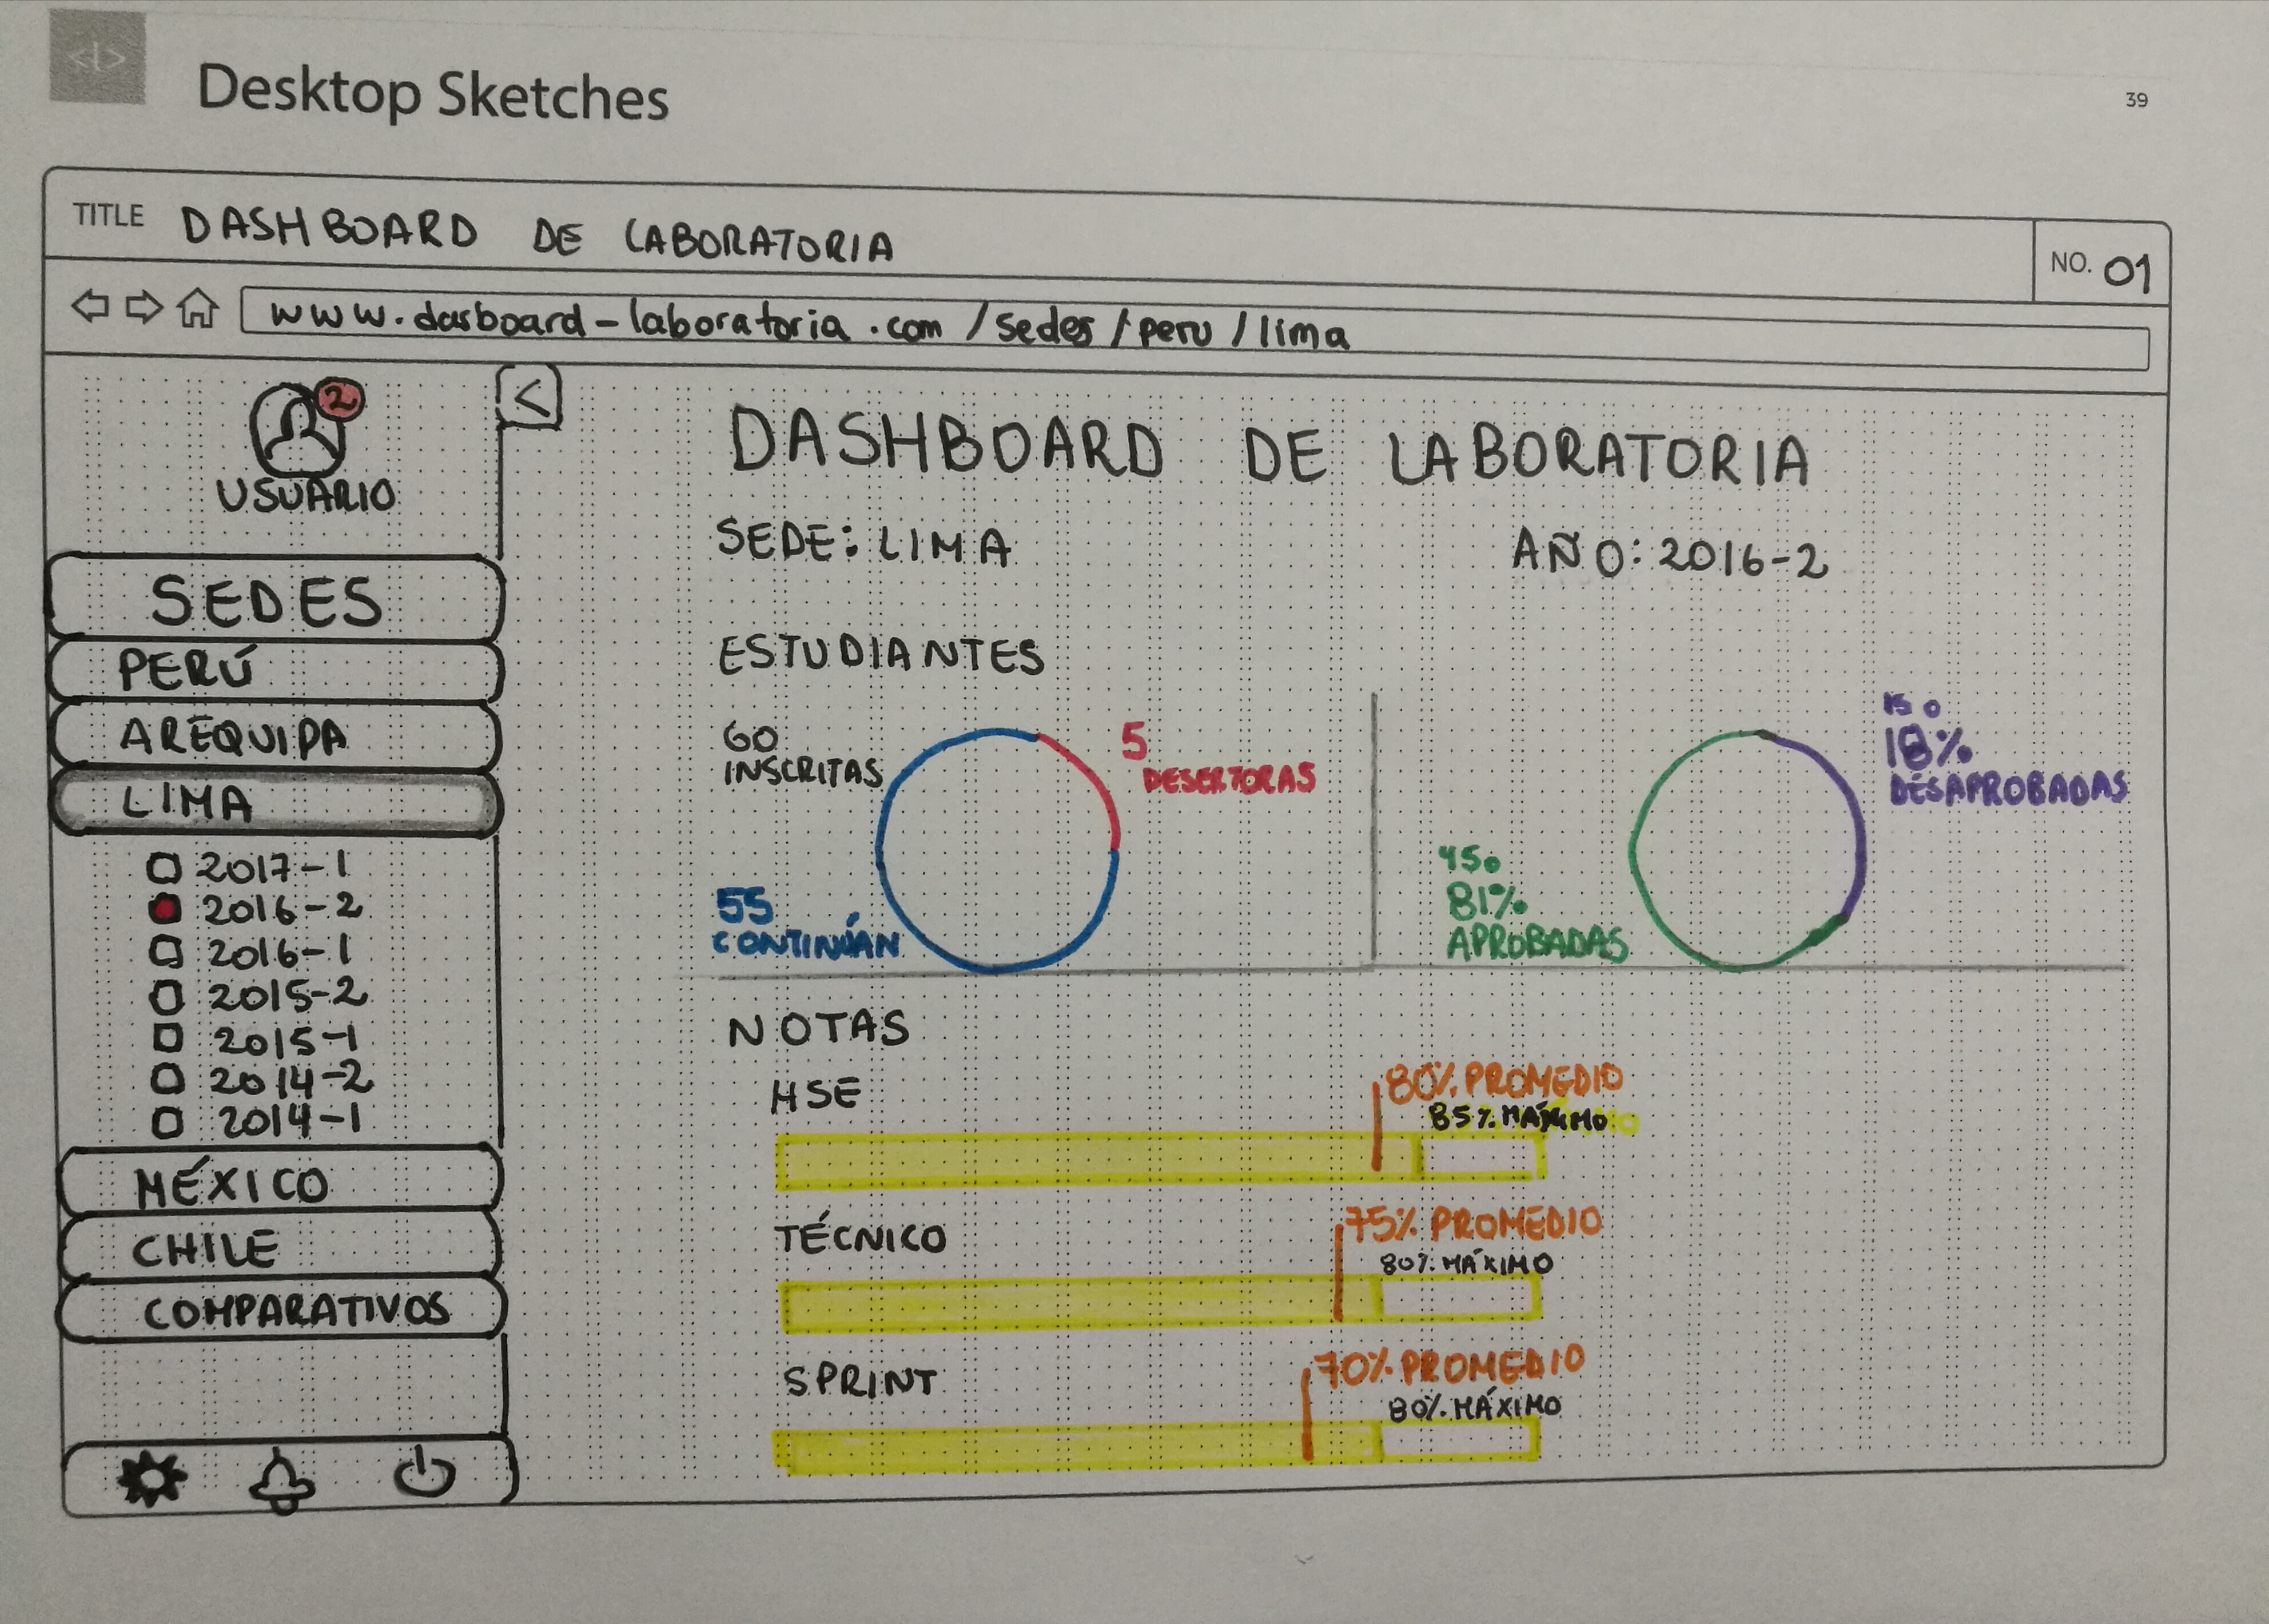 <|>
Desktop Sketches
39
TITLE DASHBOARD DE LABORATORIA
NO. 01
www.dasboard-laboratoria.com/sedes/peru/lima
2
USUARIO
<
SEDES
PERÚ
AREQUIPA
LIMA
2017-1
2016-2
2016-1
2015-2
2015-1
2014-2
2014-1
MÉXICO
CHILE
COMPARATIVOS
DASHBOARD DE LABORATORIA
SEDE: LIMA
AÑO: 2016-2
ESTUDIANTES
60
INSCRITAS
5
DESERTORAS
55
CONTINÚAN
18%
DESAPROBADAS
81%
APROBADAS
NOTAS
HSE
80% PROMEDIO
85% MÁXIMO
TÉCNICO
75% PROMEDIO
80% MÁXIMO
SPRINT
70% PROMEDIO
80% MÁXIMO